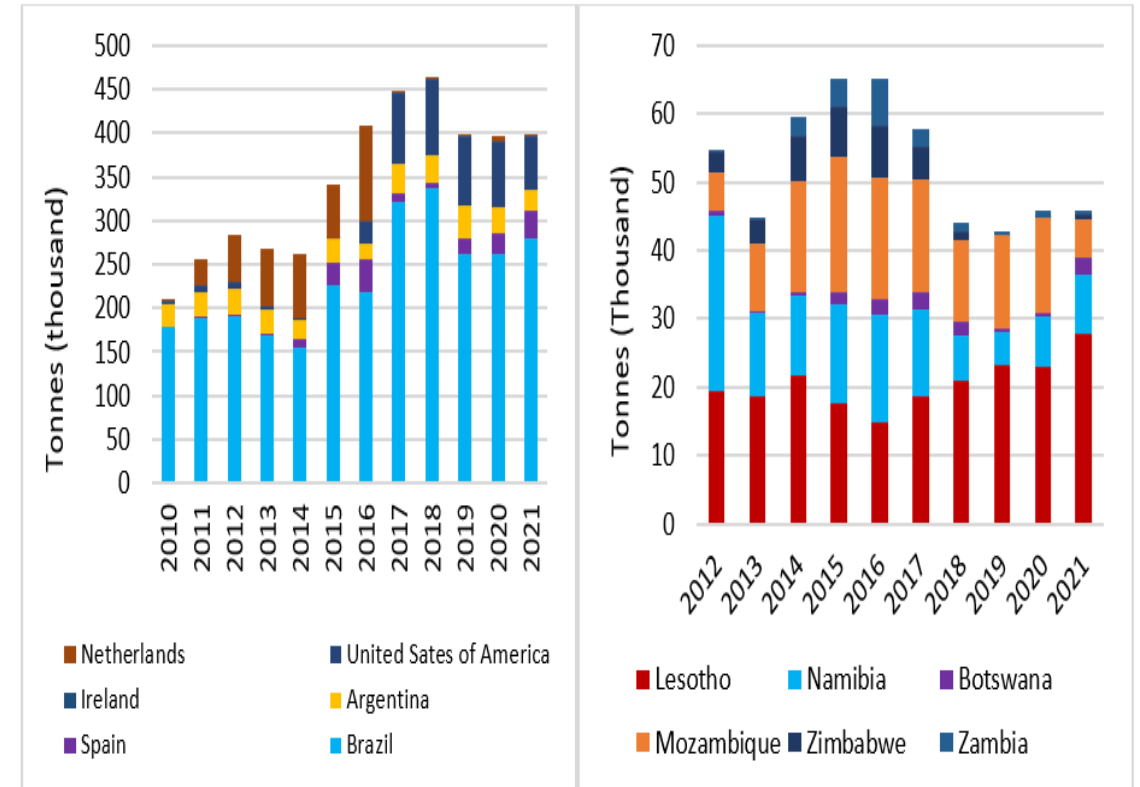 Tonnes (thousand)
500
450
400
350
300
250
200
150
100
50
0
2010 2011 2012 2013 2014 2015 2016 2017 2018 2019 2020 2021
Netherlands United Sates of America
Ireland Argentina
Spain Brazil
Tonnes (Thousand)
70
60
50
40
30
20
10
0
2012 2013 2014 2015 2016 2017 2018 2019 2020 2021
Lesotho Namibia Botswana
Mozambique Zimbabwe Zambia